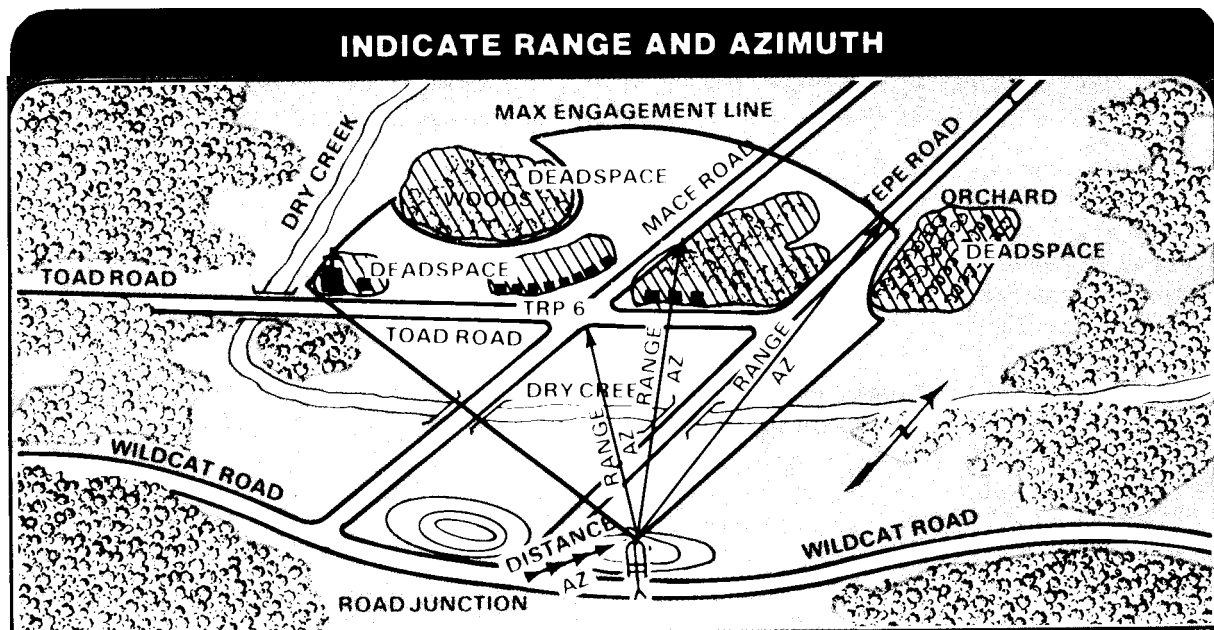 INDICATE RANGE AND AZIMUTH
MAX ENGAGEMENT LINE
DRY CREEK
DEADSPACE
WOODS
MACE ROAD
TEPE ROAD
ORCHARD
DEADSPACE
DEADSPACE
TOAD ROAD
TRP 6
TOAD ROAD
RANGE
AZ
RANGE
AZ
DRY CREE
RANGE
AZ
N
WILDCAT ROAD
DISTANCE
AZ
WILDCAT ROAD
ROAD JUNCTION